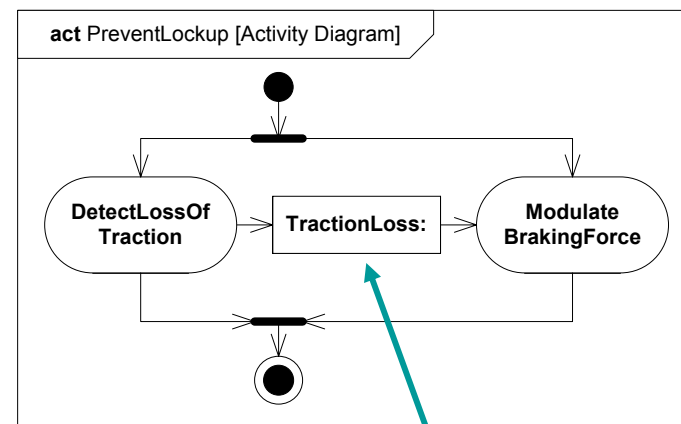 act PreventLockup [Activity Diagram]
DetectLossOf
Traction
TractionLoss:
Modulate
BrakingForce